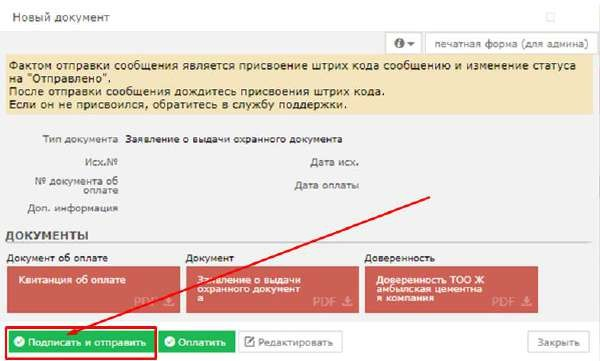 Новый документ
печатная форма (для админа)
Фактом отправки сообщения является присвоение штрих кода сообщению и изменение статуса
на "Отправлено".
После отправки сообщения дождитесь присвоения штрих кода.
Если он не присвоился, обратитесь в службу поддержки.
Тип документа Заявление о выдачи охранного документа
Исх.№ Дата исх.
№ документа об
оплате
Дата оплаты
Доп. информация
ДОКУМЕНТЫ
Документ об оплате Документ Доверенность
Квитанция об оплате
PDF
Заявление о выдачи
охранного документ
а
PDF
Доверенность ТОО Ж
амбылская цементна
я компания
PDF
Подписать и отправить Оплатить Редактировать Закрыть